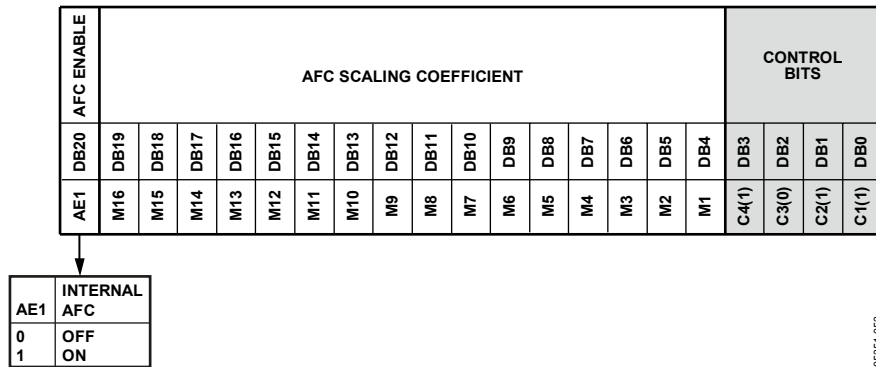 AFC ENABLE
AFC SCALING COEFFICIENT
CONTROL
BITS
DB20 DB19 DB18 DB17 DB16 DB15 DB14 DB13 DB12 DB11 DB10 DB9 DB8 DB7 DB6 DB5 DB4 DB3 DB2 DB1 DB0
AE1 M16 M15 M14 M13 M12 M11 M10 M9 M8 M7 M6 M5 M4 M3 M2 M1 C4(1) C3(0) C2(1) C1(1)
INTERNAL
AE1 AFC
0 OFF
1 ON